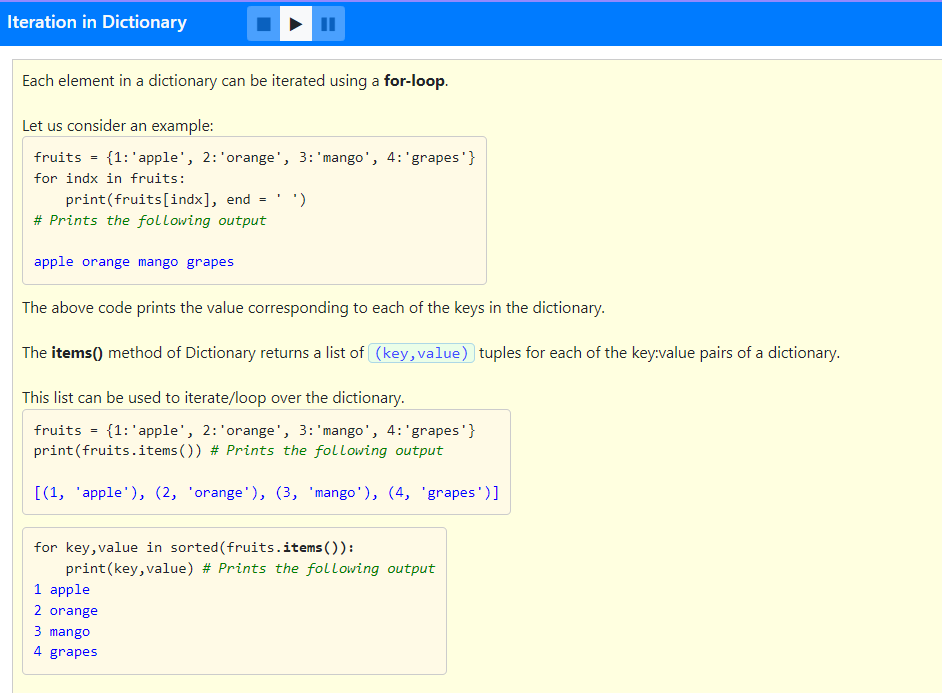 Iteration in Dictionary
Each element in a dictionary can be iterated using a for-loop.
Let us consider an example:
fruits = {1:'apple', 2:'orange', 3:'mango', 4:'grapes'}
for indx in fruits:
    print(fruits[indx], end = ' ')
# Prints the following output
apple orange mango grapes
The above code prints the value corresponding to each of the keys in the dictionary.
The items() method of Dictionary returns a list of (key,value) tuples for each of the key:value pairs of a dictionary.
This list can be used to iterate/loop over the dictionary.
fruits = {1:'apple', 2:'orange', 3:'mango', 4:'grapes'}
print(fruits.items()) # Prints the following output
[(1, 'apple'), (2, 'orange'), (3, 'mango'), (4, 'grapes')]
for key,value in sorted(fruits.items()):
    print(key,value) # Prints the following output
1 apple
2 orange
3 mango
4 grapes